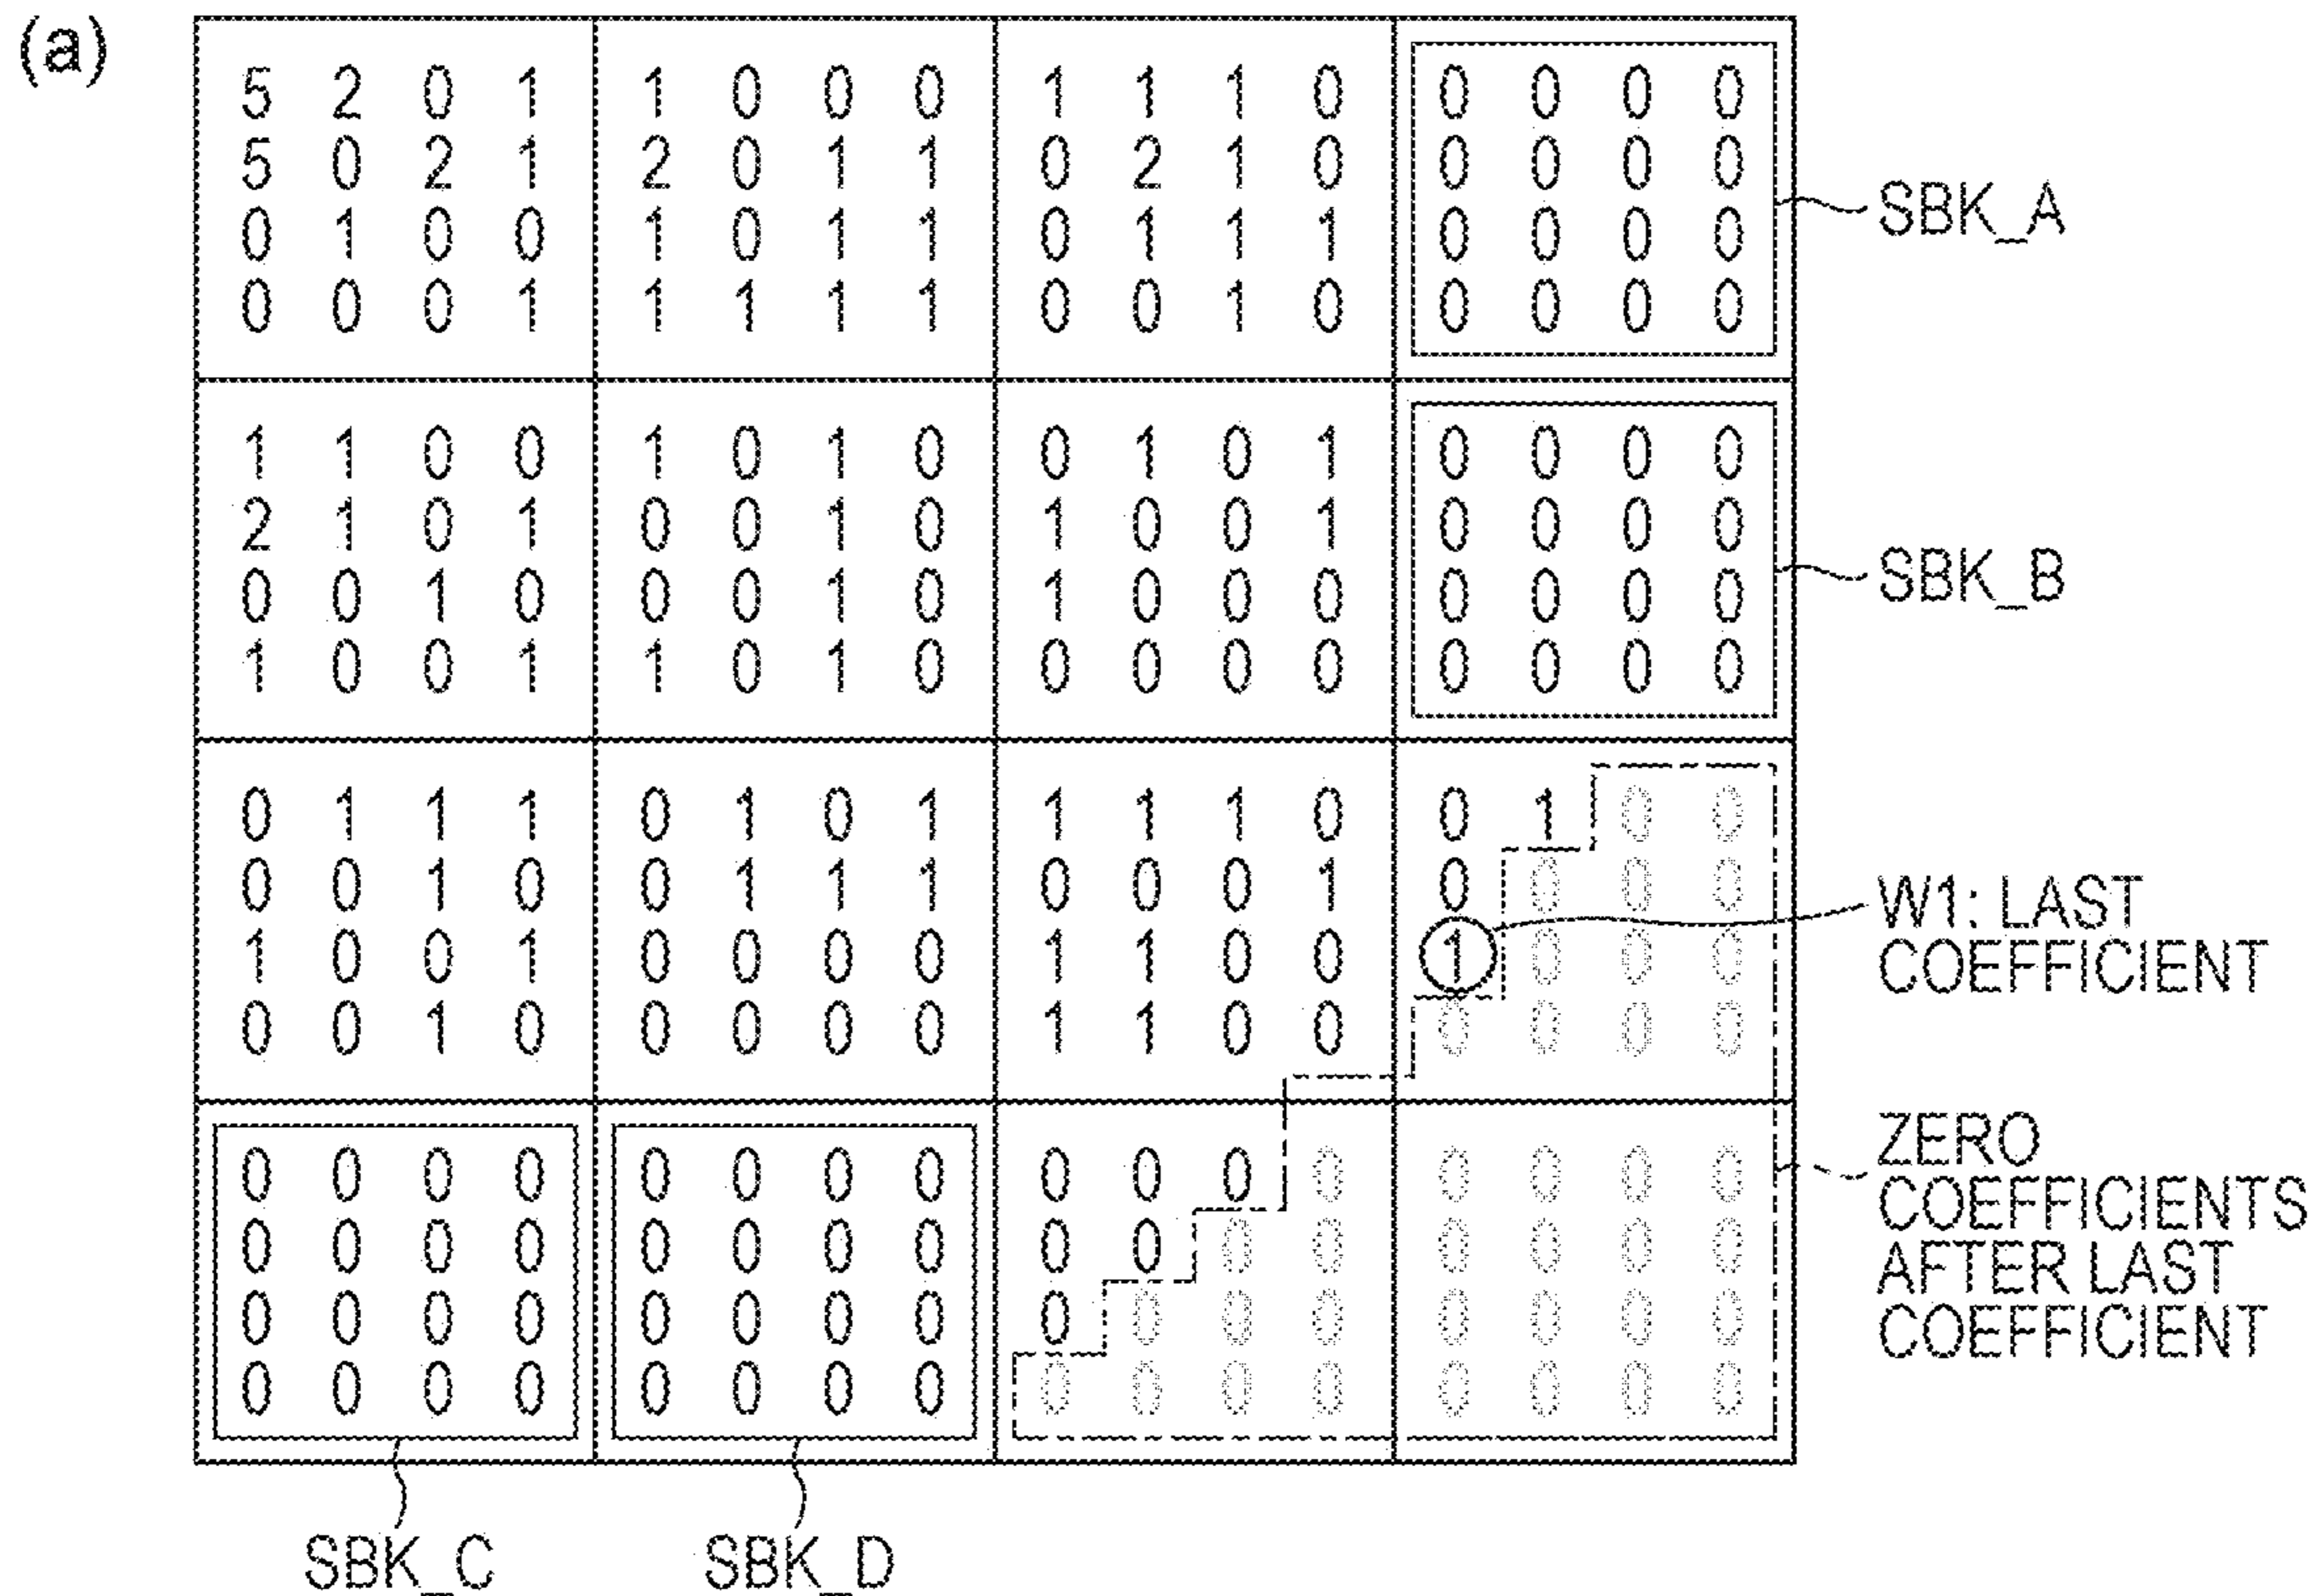 (a)
5 2 0 1 1 0 0 0 1 1 1 0 0 0 0 0
5 0 2 1 2 0 1 1 0 2 1 0 0 0 0 0
0 1 0 0 1 0 1 1 0 1 1 1 0 0 0 0
0 0 0 1 1 1 1 1 0 0 1 0 0 0 0 0
SBK_A
1 1 0 0 1 0 1 0 0 1 0 1 0 0 0 0
2 1 0 1 0 0 1 0 1 0 0 1 0 0 0 0
0 0 1 0 0 0 1 0 1 0 0 0 0 0 0 0
1 0 0 1 1 0 1 0 0 0 0 0 0 0 0 0
SBK_B
0 1 1 1 0 1 0 1 1 1 1 0 0 1 0 0
0 0 1 0 0 1 1 1 0 0 0 1 0 0 0 0
1 0 0 1 0 0 0 0 1 1 0 0 1 0 0 0
0 0 1 0 0 0 0 0 1 1 0 0 0 0 0 0
W1: LAST
COEFFICIENT
0 0 0 0 0 0 0 0 0 0 0 0 0 0 0 0
0 0 0 0 0 0 0 0 0 0 0 0 0 0 0 0
0 0 0 0 0 0 0 0 0 0 0 0 0 0 0 0
0 0 0 0 0 0 0 0 0 0 0 0 0 0 0 0
ZERO
COEFFICIENTS
AFTER LAST
COEFFICIENT
SBK_C
SBK_D